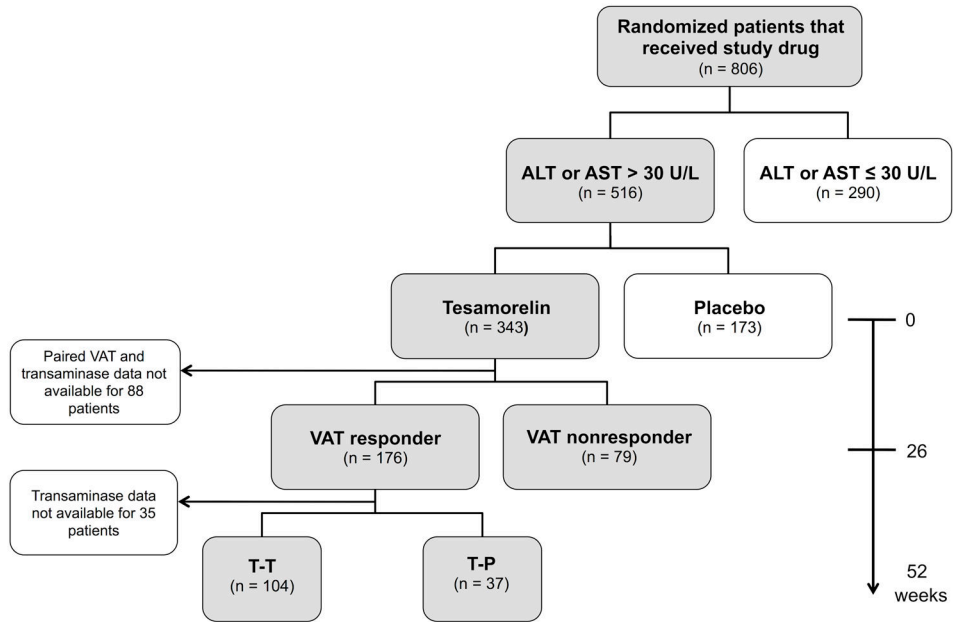 Randomized patients that
received study drug
(n = 806)
ALT or AST > 30 U/L
(n = 516)
ALT or AST ≤ 30 U/L
(n = 290)
Tesamorelin
(n = 343)
Placebo
(n = 173)
0
Paired VAT and
transaminase data not
available for 88
patients
VAT responder
(n = 176)
VAT nonresponder
(n = 79)
26
Transaminase data
not available for 35
patients
T-T
(n = 104)
T-P
(n = 37)
52
weeks